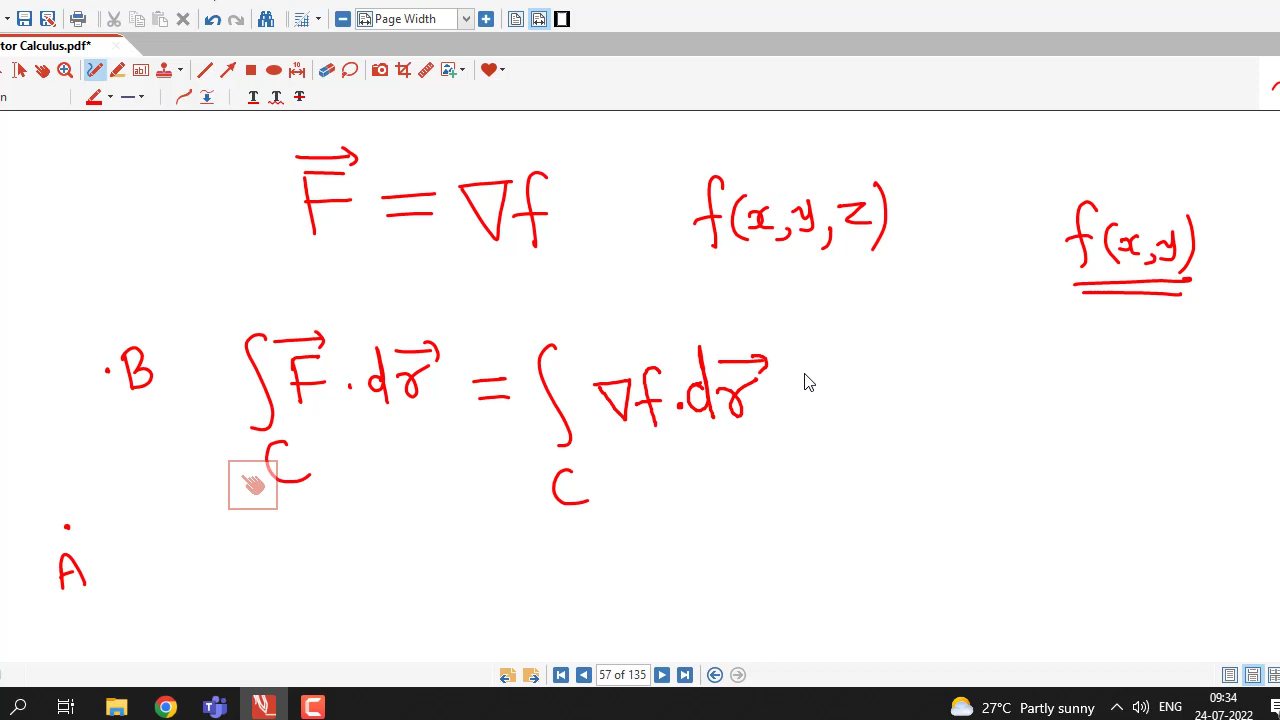 Page Width
tor Calculus.pdf*
10
n
T T T
F⃗ = ∇f f(x,y,z) f(x,y)
.B ∫ F⃗ . dr⃗ = ∫ ∇f . dr⃗
C C
A
57 of 135
27°C Partly sunny ENG 09:34
24-07-2022